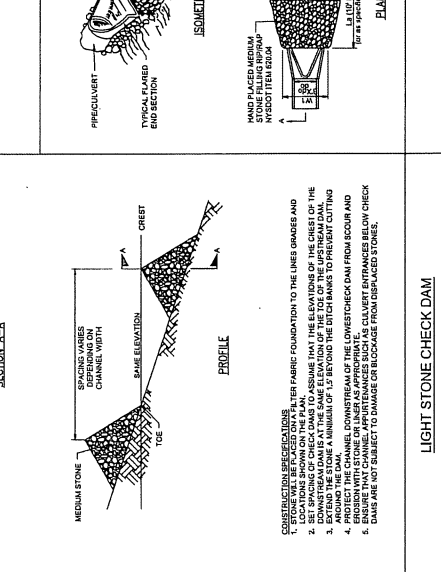 SECTION A-A
MEDIUM STONE
SPACING VARIES
DEPENDING ON
CHANNEL WIDTH
CREST
A
SAME ELEVATION
A
TOE
PROFILE
CONSTRUCTION SPECIFICATIONS
1. STONE WILL BE PLACED ON A FILTER FABRIC FOUNDATION TO THE LINES GRADES AND
LOCATIONS SHOWN ON THE PLAN.
2. SET SPACING OF CHECK DAMS TO ASSUME THAT THE ELEVATIONS OF THE CREST OF THE
DOWNSTREAM DAM IS AT THE SAME ELEVATION OF THE TOE OF THE UPSTREAM DAM.
3. EXTEND THE STONE A MINIMUM OF 1.5' BEYOND THE DITCH BANKS TO PREVENT CUTTING
AROUND THE DAM.
4. PROTECT THE CHANNEL DOWNSTREAM OF THE LOWESTCHECK DAM FROM SCOUR AND
EROSION WITH STONE OR LINER AS APPROPRIATE.
5. ENSURE THAT CHANNEL APPURTENANCES SUCH AS CULVERT ENTRANCES BELOW CHECK
DAMS ARE NOT SUBJECT TO DAMAGE OR BLOCKAGE FROM DISPLACED STONES.
LIGHT STONE CHECK DAM
PIPE/CULVERT
TYPICAL FLARED
END SECTION
ISOMET
HAND PLACED MEDIUM
STONE FILLING RIP/RAP
NYSDOT ITEM 620.04
A
W1
La (10'
(or as specifi
PLA